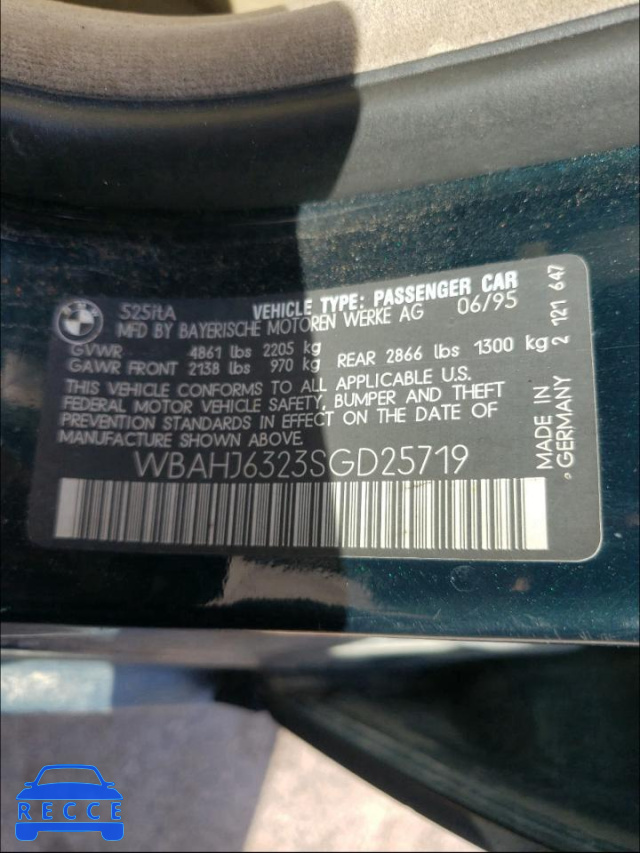 525itA VEHICLE TYPE: PASSENGER CAR
MFD BY BAYERISCHE MOTOREN WERKE AG 06/95
GVWR 4861 lbs 2205 kg
GAWR FRONT 2138 lbs 970 kg REAR 2866 lbs 1300 kg
THIS VEHICLE CONFORMS TO ALL APPLICABLE U.S.
FEDERAL MOTOR VEHICLE SAFETY, BUMPER AND THEFT
PREVENTION STANDARDS IN EFFECT ON THE DATE OF
MANUFACTURE SHOWN ABOVE.
WBAHJ6323SGD25719
MADE IN
GERMANY 2 121 647
RECCE